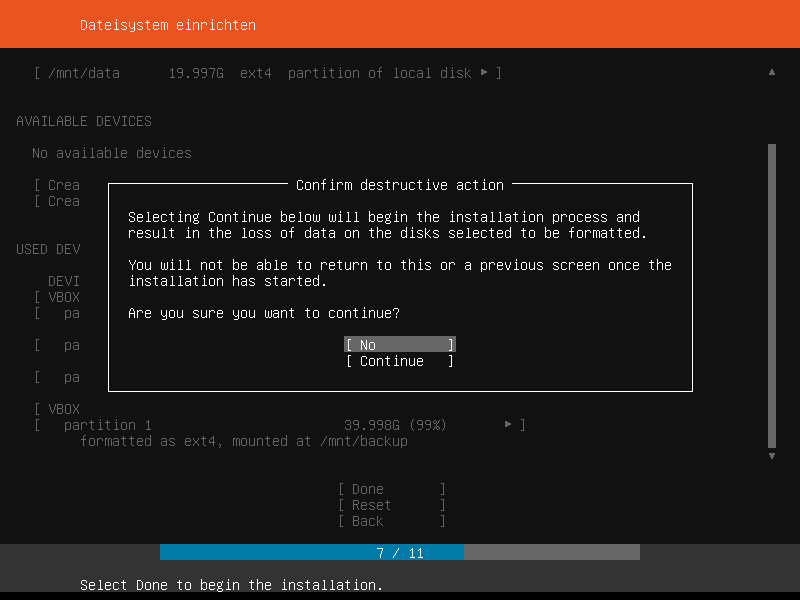 Dateisystem einrichten
[ /mnt/data      19.997G  ext4  partition of local disk ▸ ]
AVAILABLE DEVICES
No available devices
[ Crea
[ Crea
Confirm destructive action
Selecting Continue below will begin the installation process and
result in the loss of data on the disks selected to be formatted.
You will not be able to return to this or a previous screen once the
installation has started.
Are you sure you want to continue?
[ No         ]
[ Continue   ]
USED DEV
DEVI
[ VBOX
[   pa
[   pa
[   pa
[ VBOX
[   partition 1                        39.998G (99%)       ▸ ]
formatted as ext4, mounted at /mnt/backup
[ Done       ]
[ Reset      ]
[ Back       ]
7 / 11
Select Done to begin the installation.